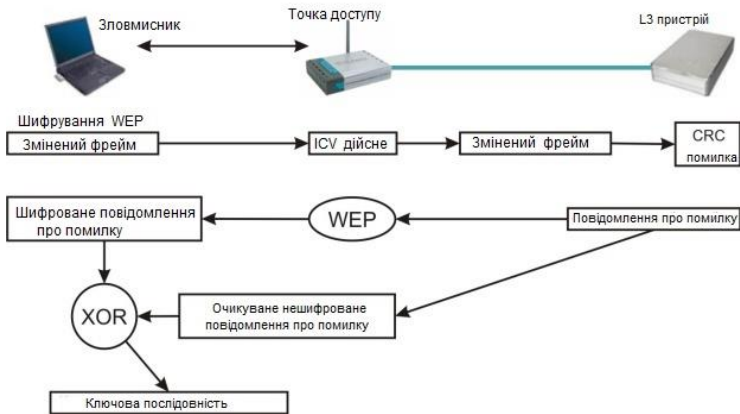 Зловмисник
Точка доступу
L3 пристрій
Шифрування WEP
Змінений фрейм
ICV дійсне
Змінений фрейм
CRC
помилка
Шифроване повідомлення
про помилку
WEP
Повідомлення про помилку
XOR
Очикуване нешифроване
повідомлення про помилку
Ключова послідовність